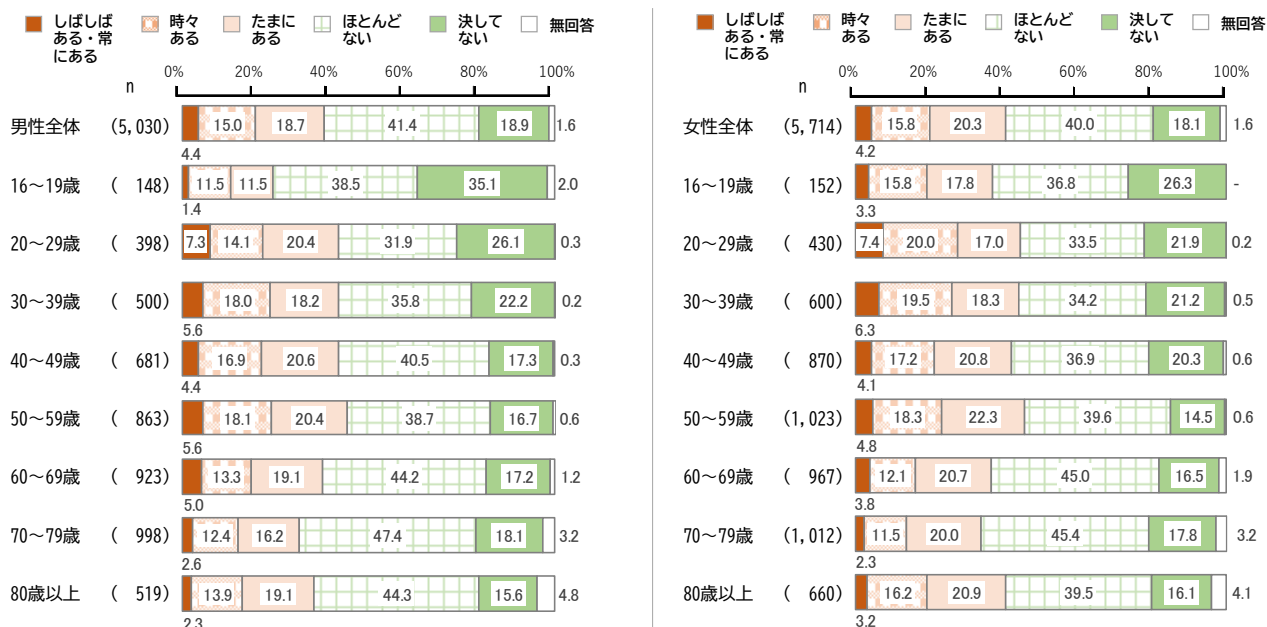 しばしば
ある・常
にある
時々
ある
たまに
ある
ほとんど
ない
決して
ない
無回答
0% 20% 40% 60% 80% 100%
n
男性全体 (5,030) 15.0 18.7 41.4 18.9 1.6
4.4
16～19歳 ( 148) 11.5 11.5 38.5 35.1 2.0
1.4
20～29歳 ( 398) 7.3 14.1 20.4 31.9 26.1 0.3
30～39歳 ( 500) 18.0 18.2 35.8 22.2 0.2
5.6
40～49歳 ( 681) 16.9 20.6 40.5 17.3 0.3
4.4
50～59歳 ( 863) 18.1 20.4 38.7 16.7 0.6
5.6
60～69歳 ( 923) 13.3 19.1 44.2 17.2 1.2
5.0
70～79歳 ( 998) 12.4 16.2 47.4 18.1 3.2
2.6
80歳以上 ( 519) 13.9 19.1 44.3 15.6 4.8
2.3
しばしば
ある・常
にある
時々
ある
たまに
ある
ほとんど
ない
決して
ない
無回答
0% 20% 40% 60% 80% 100%
n
女性全体 (5,714) 15.8 20.3 40.0 18.1 1.6
4.2
16～19歳 ( 152) 15.8 17.8 36.8 26.3 -
3.3
20～29歳 ( 430) 7.4 20.0 17.0 33.5 21.9 0.2
30～39歳 ( 600) 19.5 18.3 34.2 21.2 0.5
6.3
40～49歳 ( 870) 17.2 20.8 36.9 20.3 0.6
4.1
50～59歳 (1,023) 18.3 22.3 39.6 14.5 0.6
4.8
60～69歳 ( 967) 12.1 20.7 45.0 16.5 1.9
3.8
70～79歳 (1,012) 11.5 20.0 45.4 17.8 3.2
2.3
80歳以上 ( 660) 16.2 20.9 39.5 16.1 4.1
3.2